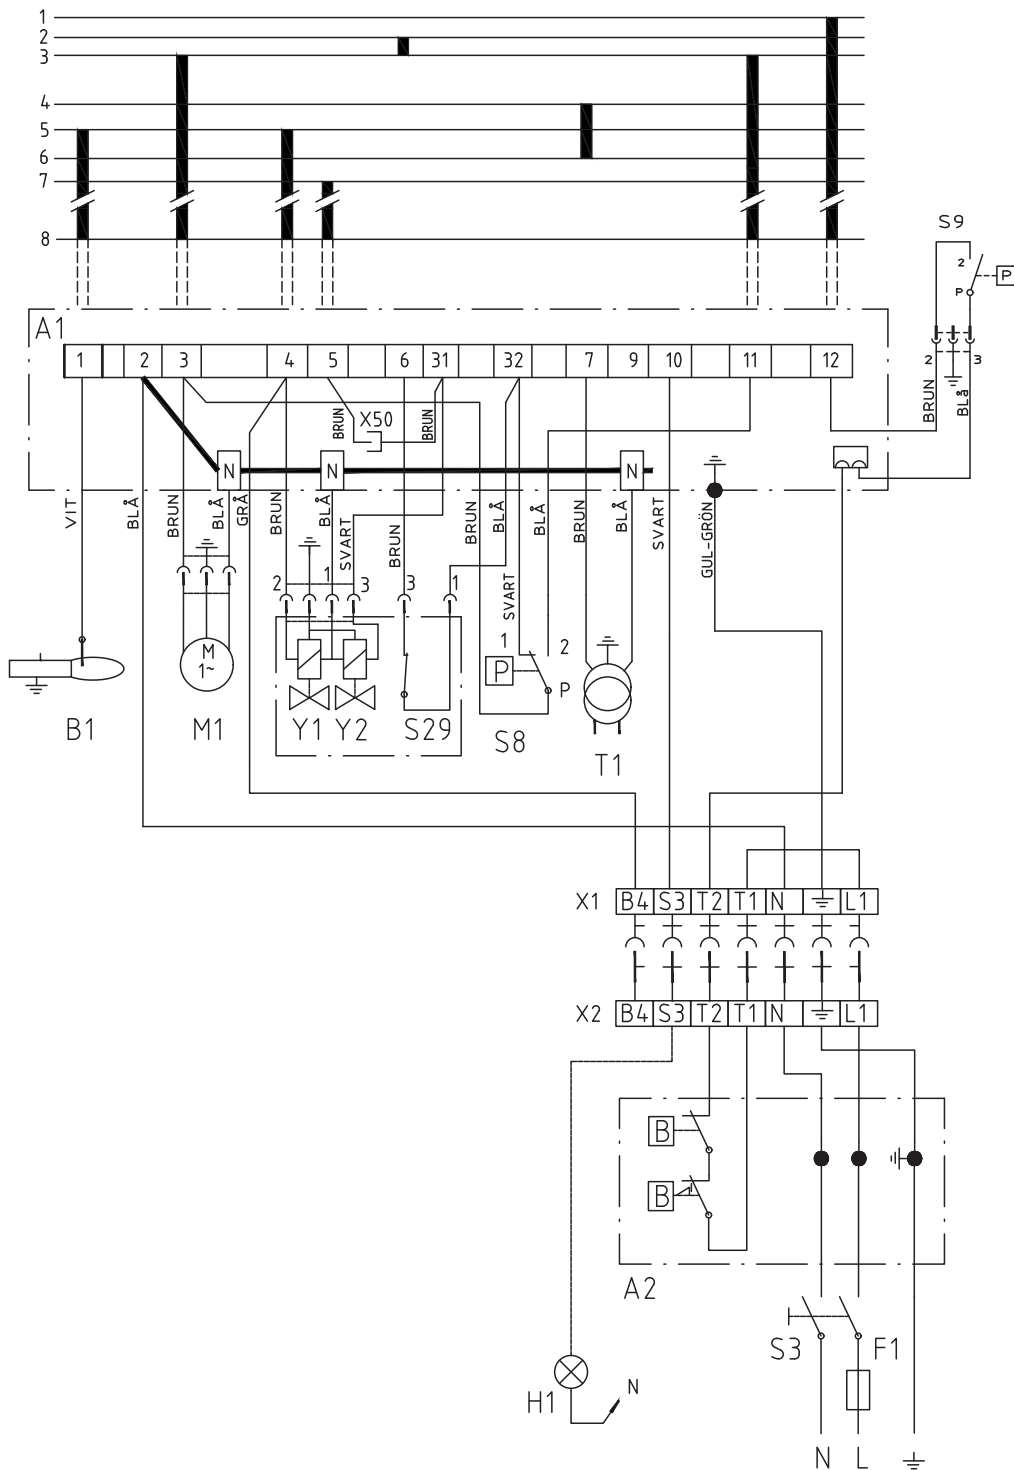 1
2
3
4
5
6
7
8
S9
2
P
P
A1
1 2 3 4 5 6 31 32 7 9 10 11 12
2 3
BRUN
BLå
BRUN
X50
BRUN
N N N
VIT
BLÅ
BRUN
BLÅ
GRÅ
BRUN
BLÅ
SVART
BRUN
BRUN
BLÅ
BLÅ
BRUN
BLÅ
SVART
GUL-GRÖN
2 1 3 3 1
SVART
M
1~
1 2
P
P
B1 M1 Y1 Y2 S29 S8 T1
X1 B4 S3 T2 T1 N L1
X2 B4 S3 T2 T1 N L1
B
B
A2
S3 F1
H1 N
N L